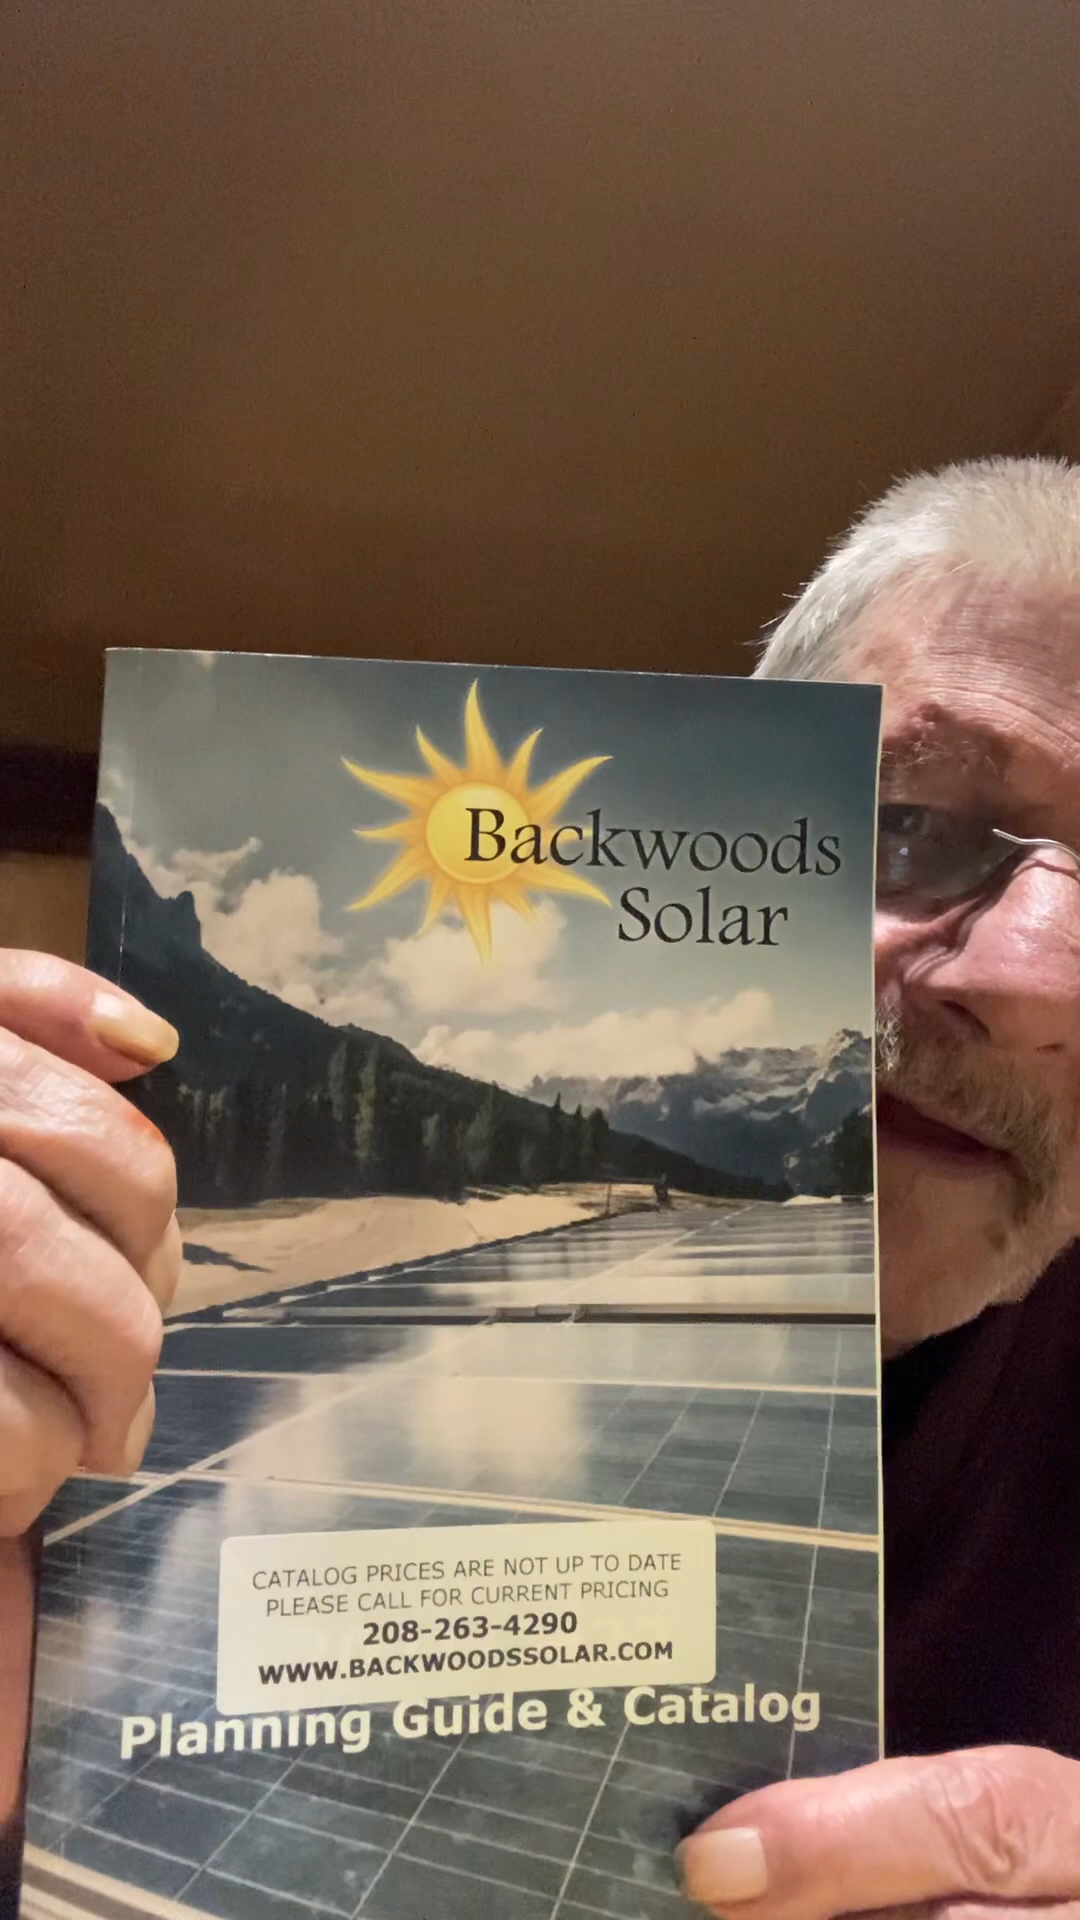 Backwoods
Solar
CATALOG PRICES ARE NOT UP TO DATE
PLEASE CALL FOR CURRENT PRICING
208-263-4290
WWW.BACKWOODSSOLAR.COM
Planning Guide & Catalog